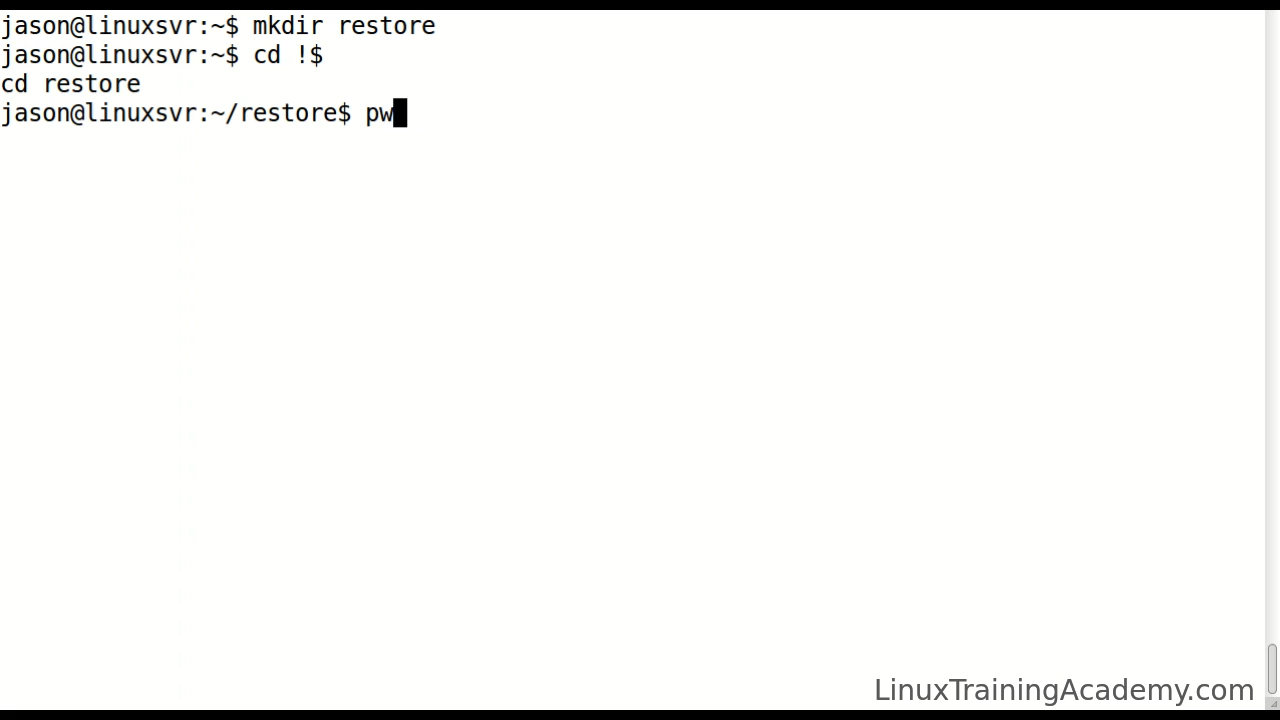 jason@linuxsvr:~$ mkdir restore
jason@linuxsvr:~$ cd !$
cd restore
jason@linuxsvr:~/restore$ pw
LinuxTrainingAcademy.com